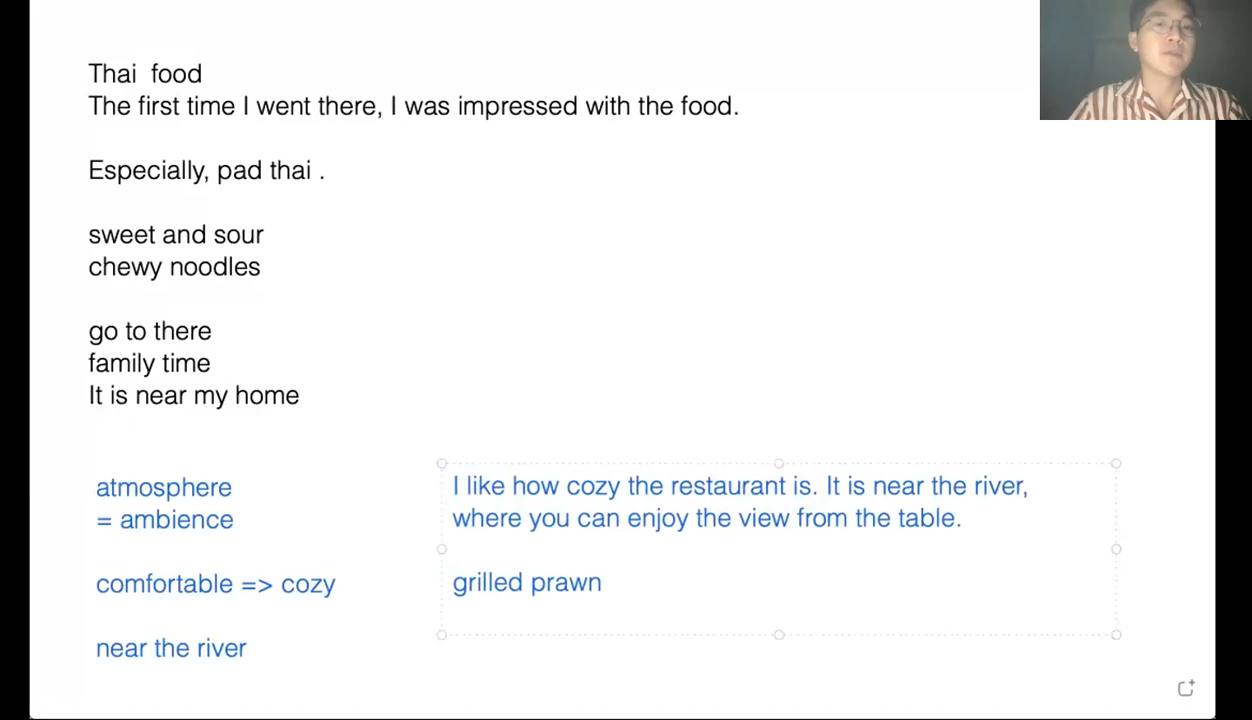 Thai food
The first time I went there, I was impressed with the food.
Especially, pad thai .
sweet and sour
chewy noodles
go to there
family time
It is near my home
atmosphere
= ambience
comfortable => cozy
near the river
I like how cozy the restaurant is. It is near the river,
where you can enjoy the view from the table.
grilled prawn